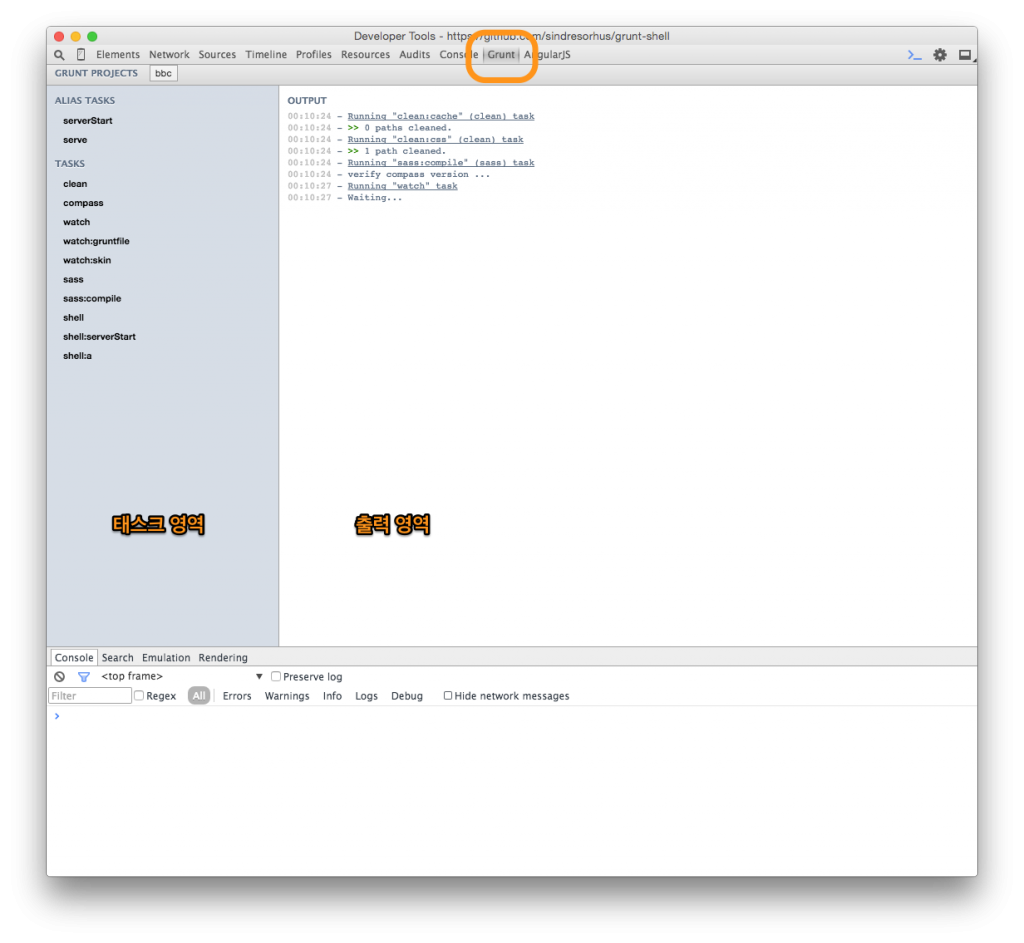 Developer Tools - https://github.com/sindresorhus/grunt-shell
Elements Network Sources Timeline Profiles Resources Audits Console Grunt AngularJS
GRUNT PROJECTS bbc
ALIAS TASKS
serverStart
serve
TASKS
clean
compass
watch
watch:gruntfile
watch:skin
sass
sass:compile
shell
shell:serverStart
shell:a
태스크 영역
OUTPUT
00:10:24 – Running "clean:cache" (clean) task
00:10:24 – >> 0 paths cleaned.
00:10:24 – Running "clean:css" (clean) task
00:10:24 – >> 1 path cleaned.
00:10:24 – Running "sass:compile" (sass) task
00:10:24 – verify compass version ...
00:10:27 – Running "watch" task
00:10:27 – Waiting...
출력 영역
Console Search Emulation Rendering
<top frame> ▼ Preserve log
Filter Regex All Errors Warnings Info Logs Debug Hide network messages